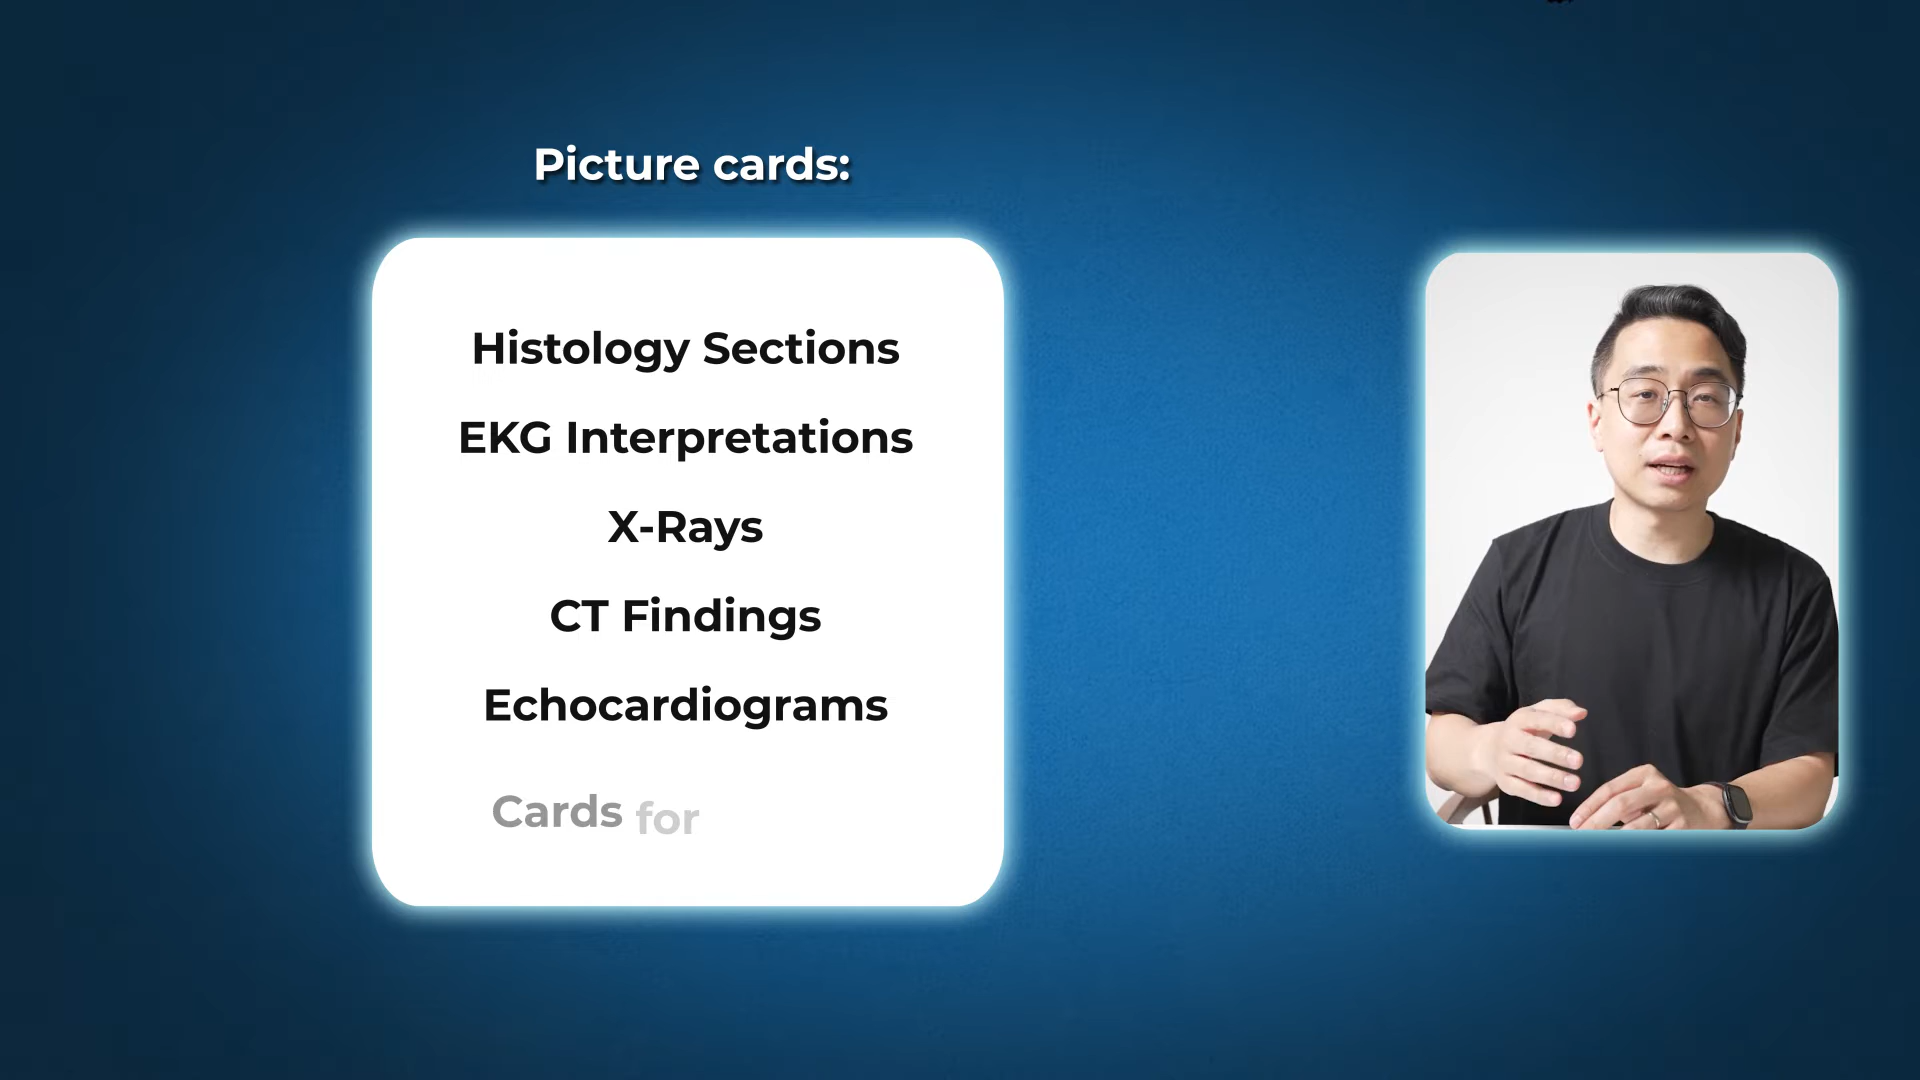 Picture cards:
Histology Sections
EKG Interpretations
X-Rays
CT Findings
Echocardiograms
Cards for